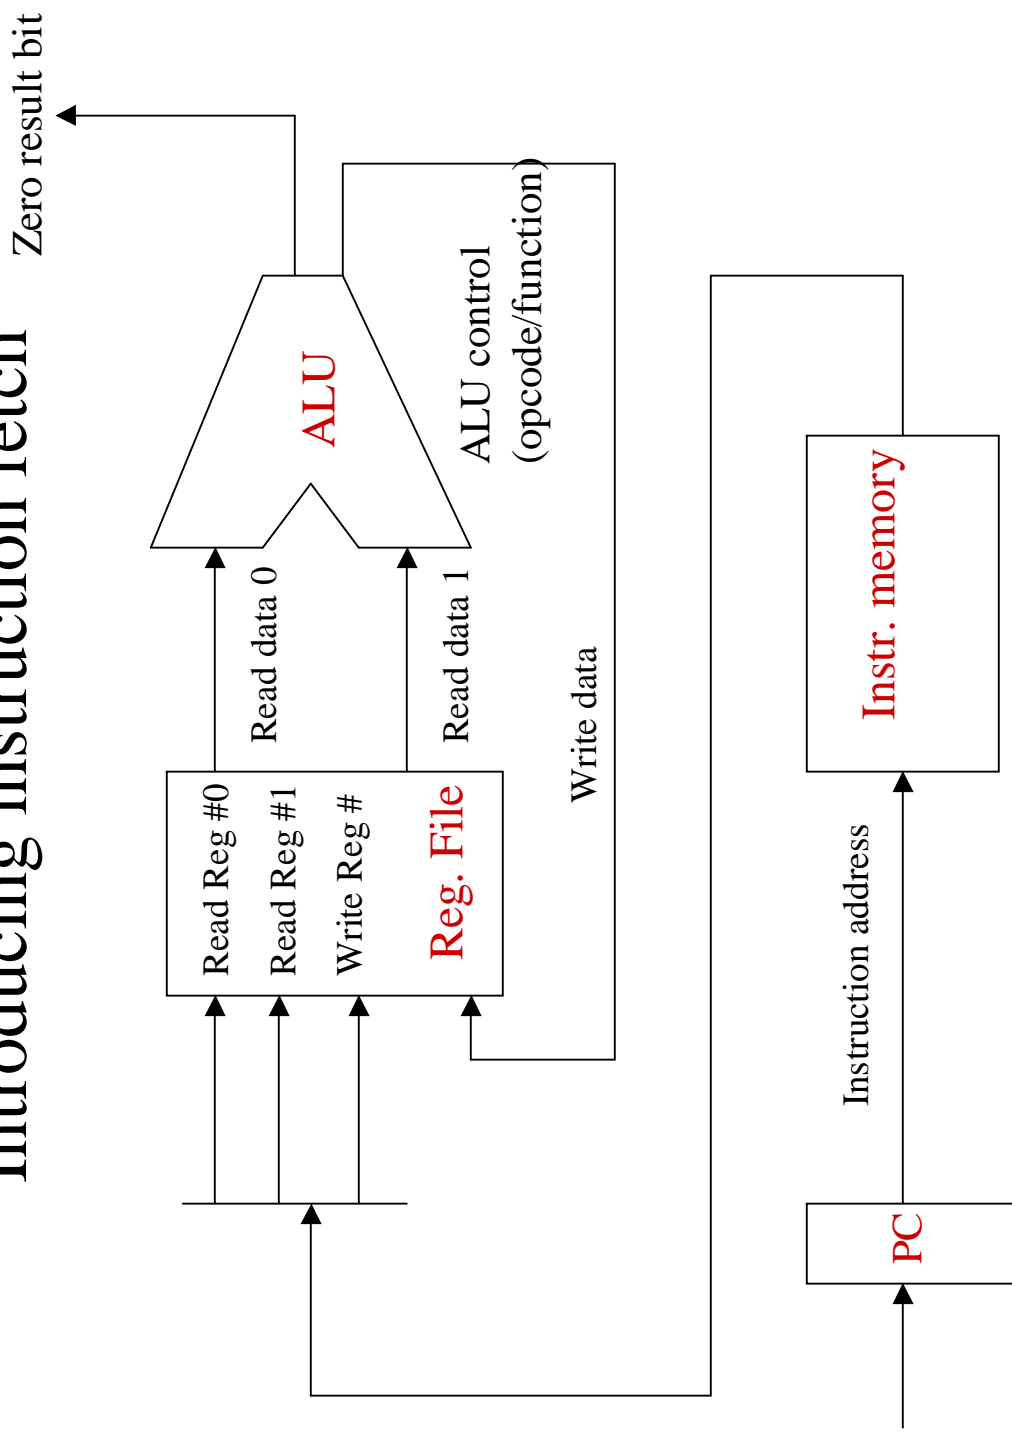 Introducing instruction fetch
Zero result bit
Read Reg #0
Read Reg #1
Write Reg #
Reg. File
Read data 0
Read data 1
ALU
ALU control
(opcode/function)
Write data
PC
Instruction address
Instr. memory